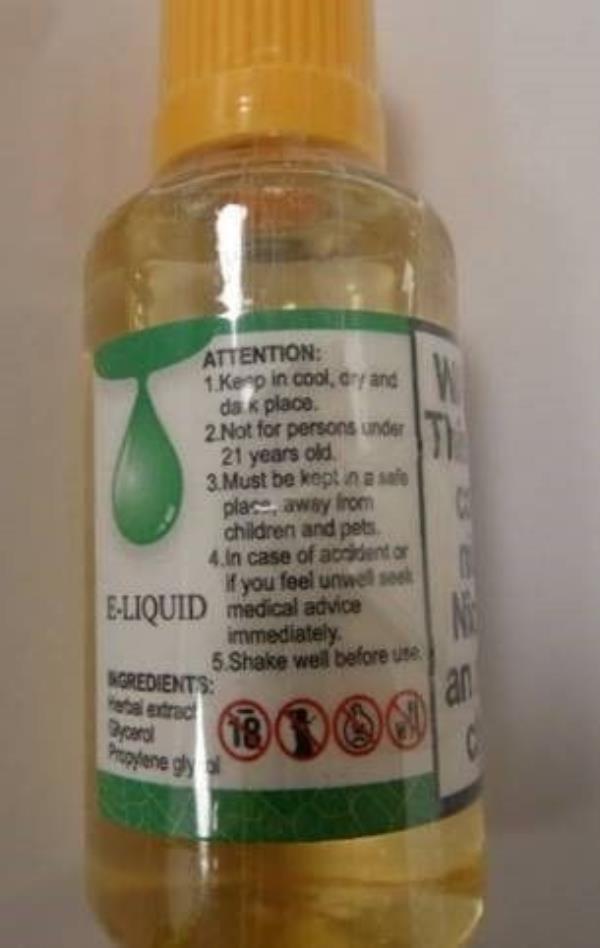 ATTENTION:
1.Keep in cool, dry and
dark place.
2.Not for persons under
21 years old.
3.Must be kept in a safe
place, away from
children and pets.
4.In case of accident or
if you feel unwell seek
medical advice
immediately.
5.Shake well before use.
E-LIQUID
INGREDIENTS:
Herbal extract
Glycerol
Propylene glycol
18
an